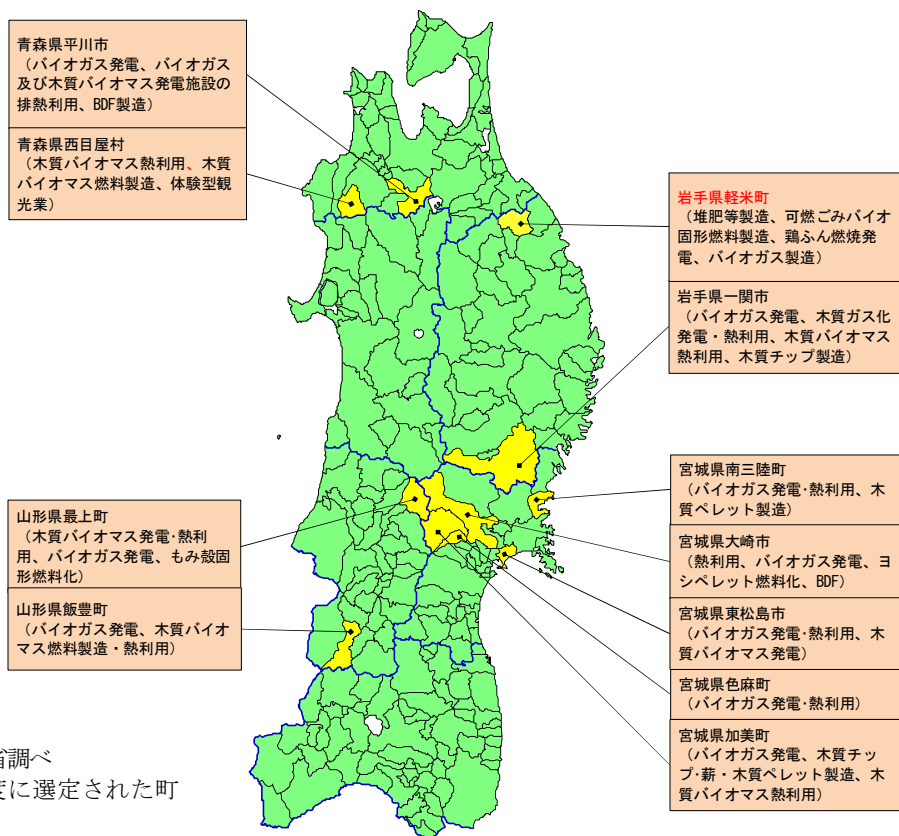 青森県平川市
（バイオガス発電、バイオガス
及び木質バイオマス発電施設の
排熱利用、BDF製造）
青森県西目屋村
（木質バイオマス熱利用、木質
バイオマス燃料製造、体験型観
光業）
岩手県軽米町
（堆肥等製造、可燃ごみバイオ
固形燃料製造、鶏ふん燃焼発
電、バイオガス製造）
岩手県一関市
（バイオガス発電、木質ガス化
発電・熱利用、木質バイオマス
熱利用、木質チップ製造）
宮城県南三陸町
（バイオガス発電･熱利用、木
質ペレット製造）
宮城県大崎市
（熱利用、バイオガス発電、ヨ
シペレット燃料化、BDF）
宮城県東松島市
（バイオガス発電･熱利用、木
質バイオマス発電）
宮城県色麻町
（バイオガス発電･熱利用）
宮城県加美町
（バイオガス発電、木質チッ
プ･薪・木質ペレット製造、木
質バイオマス熱利用）
山形県最上町
（木質バイオマス発電･熱利
用、バイオガス発電、もみ殻固
形燃料化）
山形県飯豊町
（バイオガス発電、木質バイオ
マス燃料製造・熱利用）
省調べ
度に選定された町